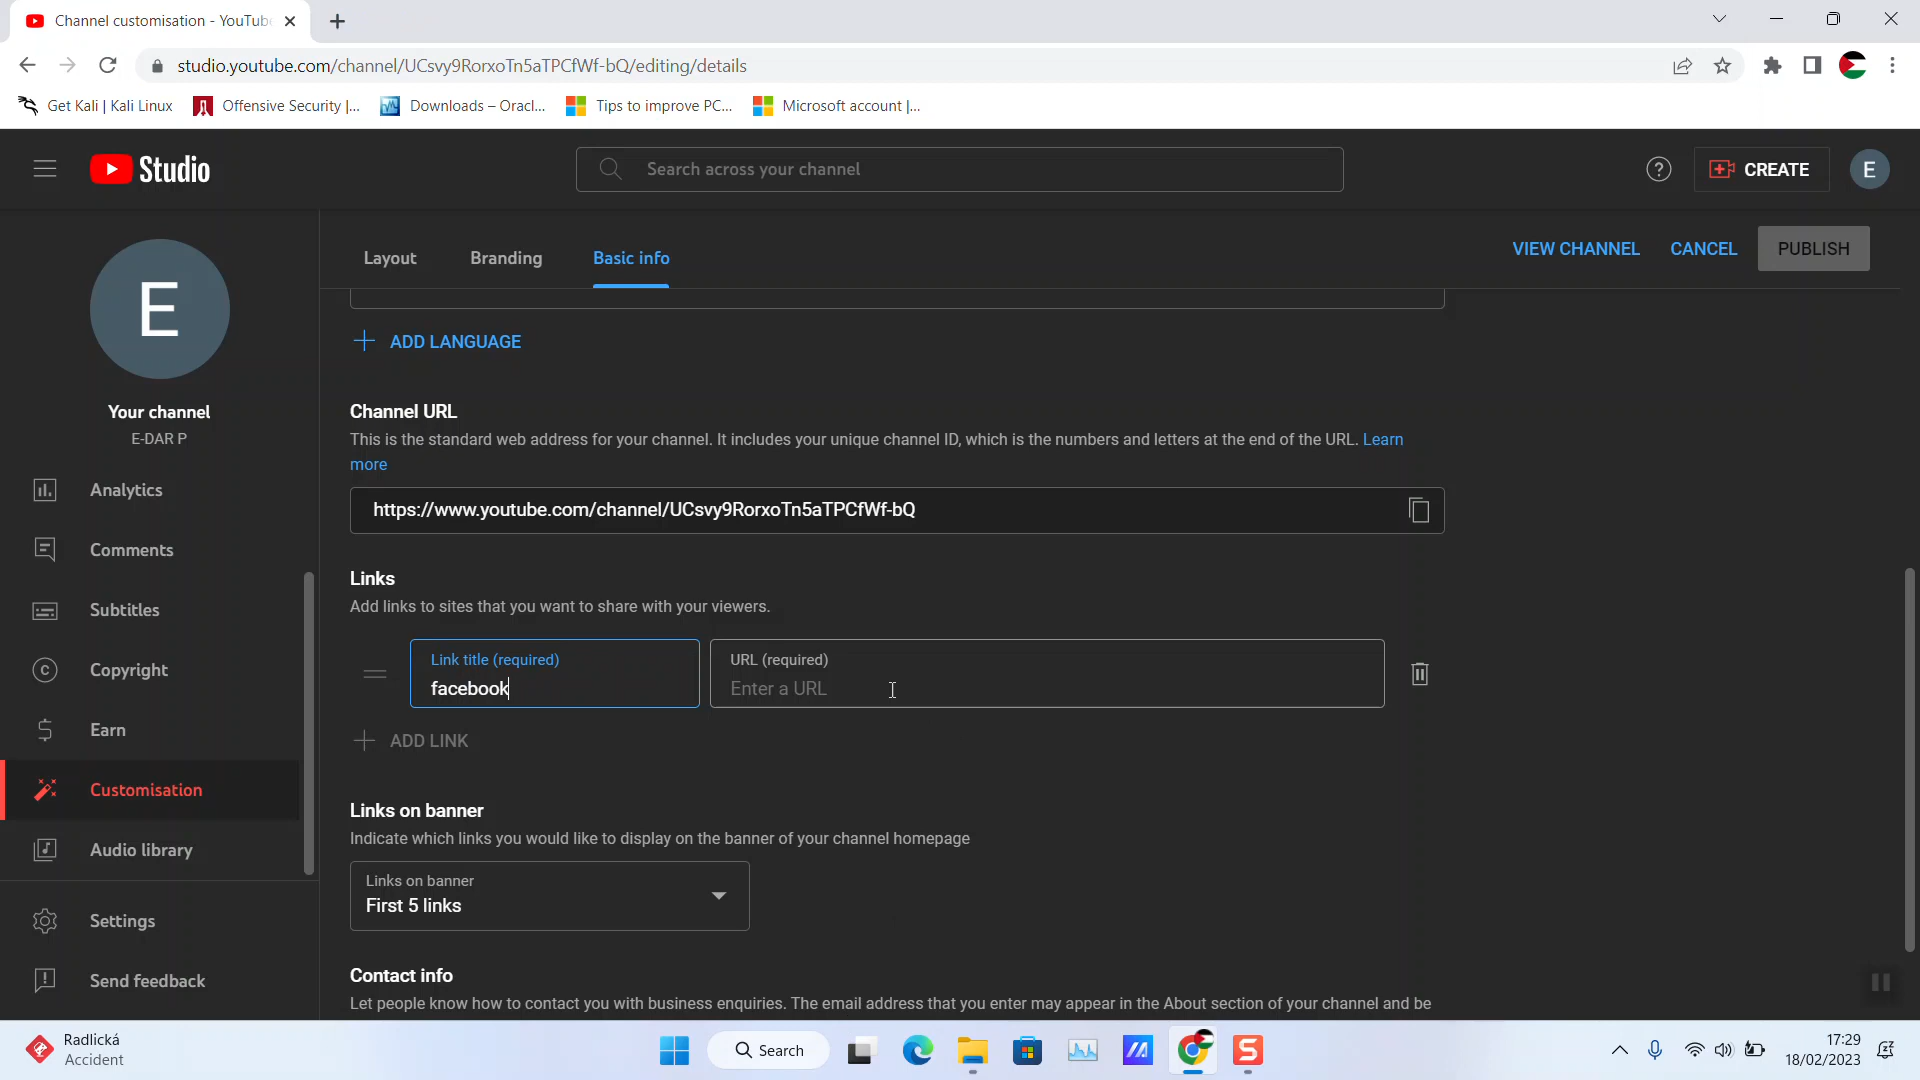 Channel customisation - YouTub
studio.youtube.com/channel/UCsvy9RorxoTn5aTPCfWf-bQ/editing/details
Get Kali | Kali Linux
Offensive Security |...
Downloads – Oracl...
Tips to improve PC...
Microsoft account |...
Studio
Search across your channel
CREATE
E
E
Your channel
E-DAR P
Analytics
Comments
Subtitles
Copyright
Earn
Customisation
Audio library
Settings
Send feedback
Layout
Branding
Basic info
VIEW CHANNEL
CANCEL
PUBLISH
ADD LANGUAGE
Channel URL
This is the standard web address for your channel. It includes your unique channel ID, which is the numbers and letters at the end of the URL. Learn
more
https://www.youtube.com/channel/UCsvy9RorxoTn5aTPCfWf-bQ
Links
Add links to sites that you want to share with your viewers.
Link title (required)
facebook
URL (required)
Enter a URL
ADD LINK
Links on banner
Indicate which links you would like to display on the banner of your channel homepage
Links on banner
First 5 links
Contact info
Let people know how to contact you with business enquiries. The email address that you enter may appear in the About section of your channel and be
Radlická
Accident
Search
17:29
18/02/2023